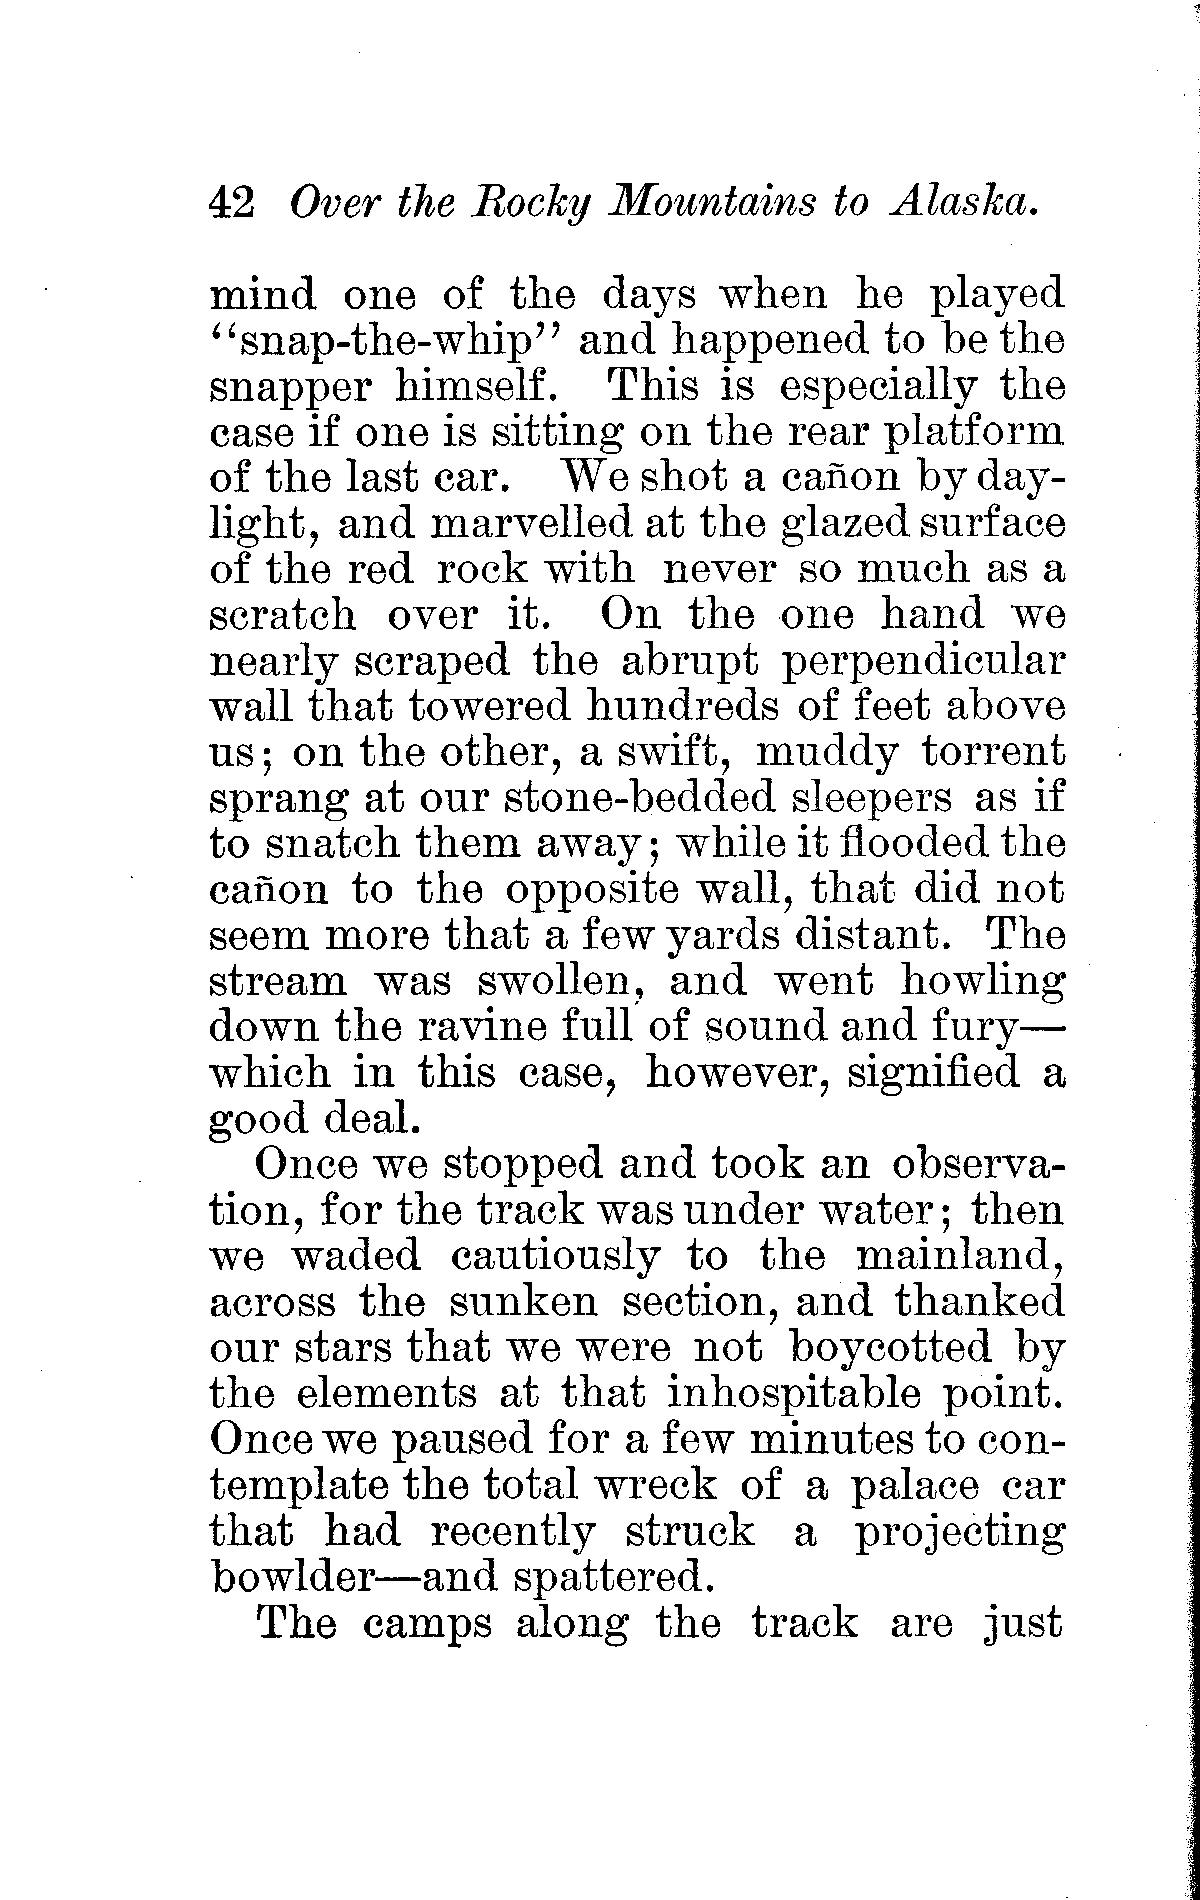 42 Over the Rocky Mountains to Alaska.
mind one of the days when he played
“snap-the-whip” and happened to be the
snapper himself. This is especially the
case if one is sitting on the rear platform
of the last car. We shot a cañon by day-
light, and marvelled at the glazed surface
of the red rock with never so much as a
scratch over it. On the one hand we
nearly scraped the abrupt perpendicular
wall that towered hundreds of feet above
us; on the other, a swift, muddy torrent
sprang at our stone-bedded sleepers as if
to snatch them away; while it flooded the
cañon to the opposite wall, that did not
seem more that a few yards distant. The
stream was swollen, and went howling
down the ravine full of sound and fury—
which in this case, however, signified a
good deal.
Once we stopped and took an observa-
tion, for the track was under water; then
we waded cautiously to the mainland,
across the sunken section, and thanked
our stars that we were not boycotted by
the elements at that inhospitable point.
Once we paused for a few minutes to con-
template the total wreck of a palace car
that had recently struck a projecting
bowlder—and spattered.
The camps along the track are just